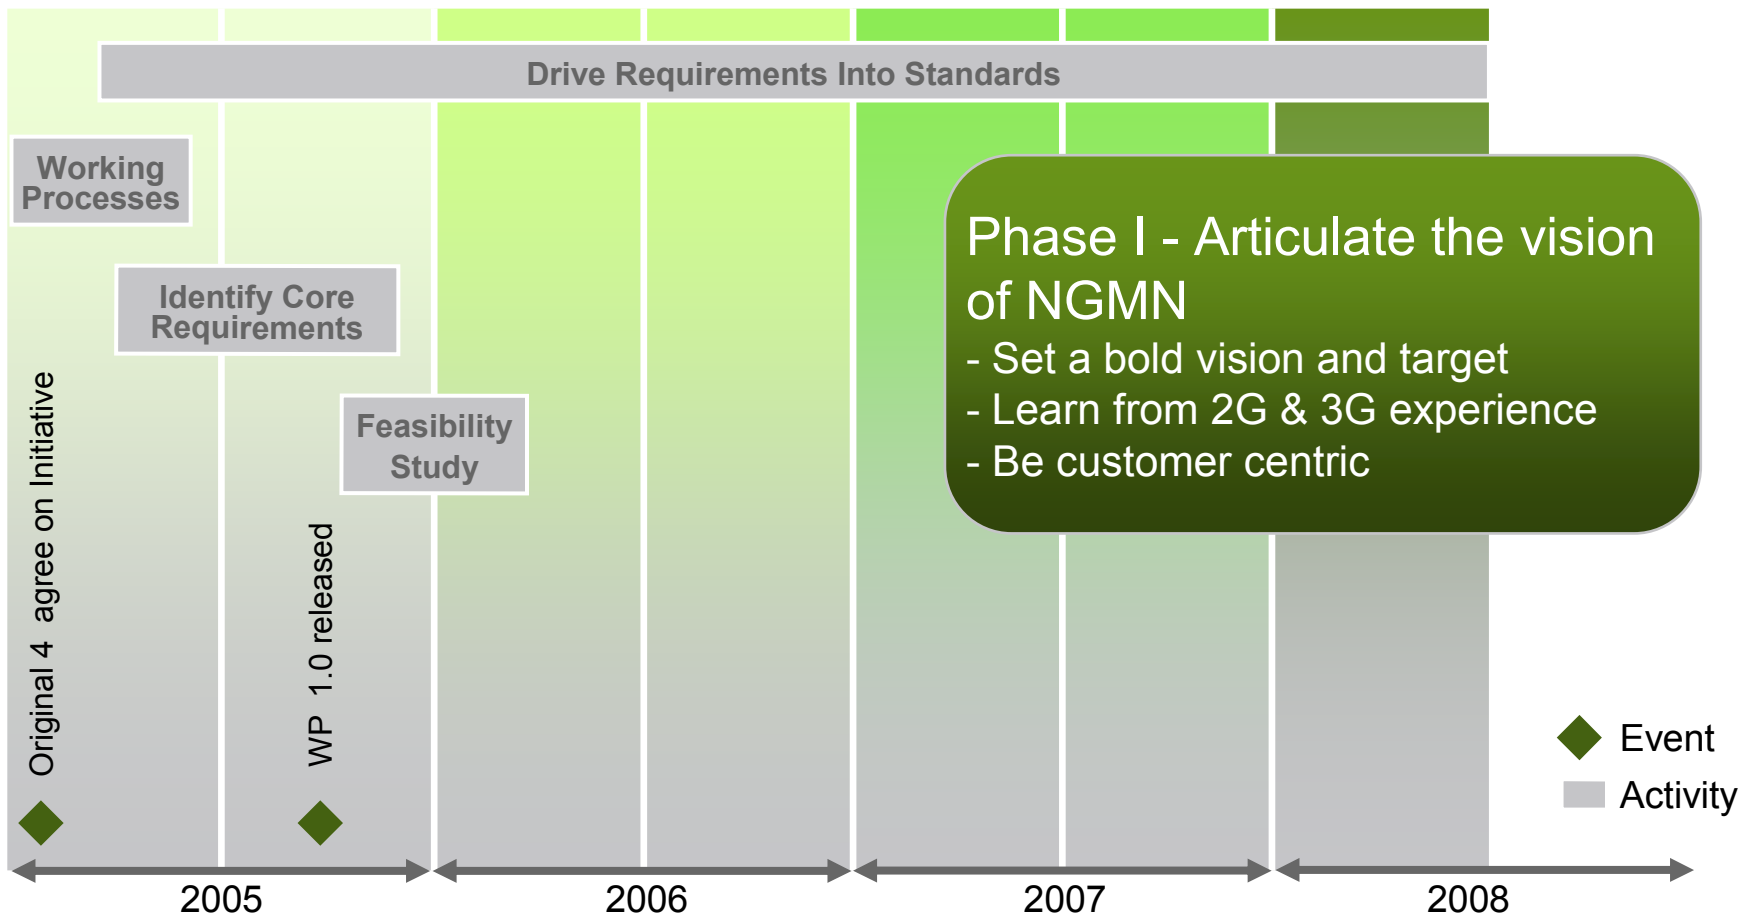 Drive Requirements Into Standards
Working
Processes
Identify Core
Requirements
Feasibility
Study
Original 4 agree on Initiative
WP 1.0 released
Phase I - Articulate the vision
of NGMN
- Set a bold vision and target
- Learn from 2G & 3G experience
- Be customer centric
Event
Activity
2005
2006
2007
2008